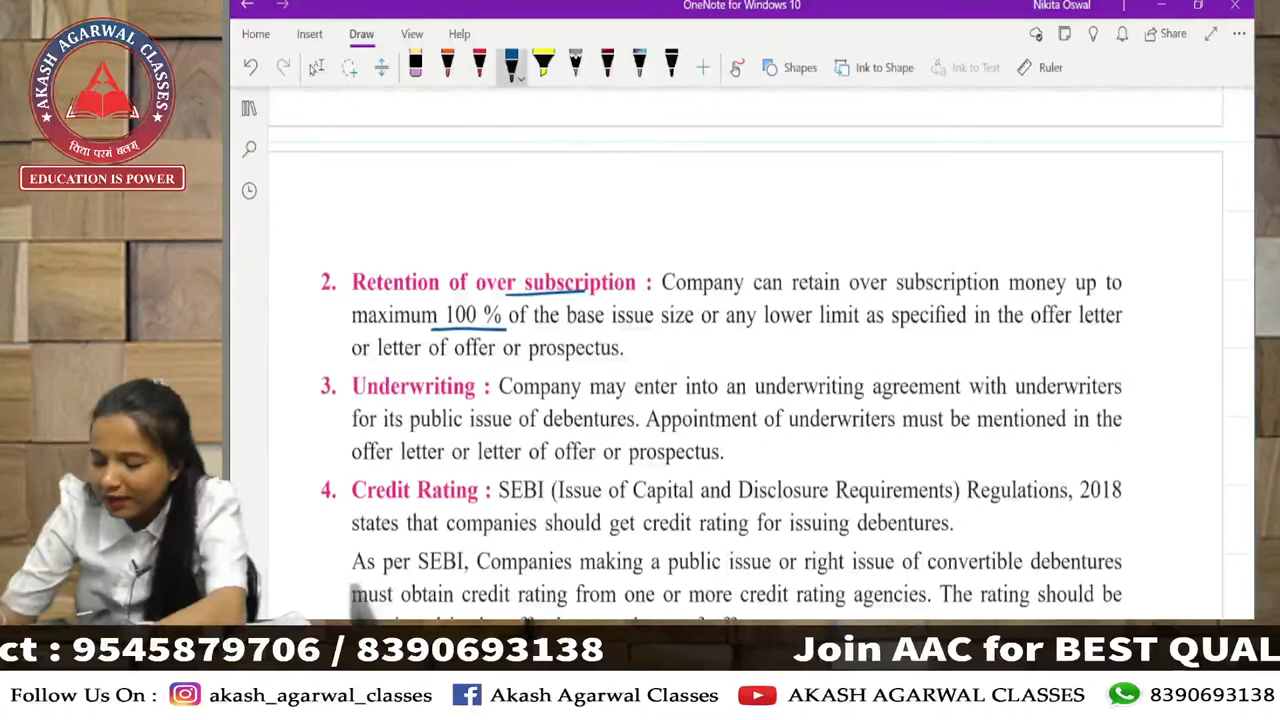 AKASH AGARWAL CLASSES
विद्या परमं बलम्
EDUCATION IS POWER
OneNote for Windows 10
Nikita Oswal
Home Insert Draw View Help
Share
Shapes Ink to Shape Ink to Text Ruler
2. Retention of over subscription : Company can retain over subscription money up to
maximum 100 % of the base issue size or any lower limit as specified in the offer letter
or letter of offer or prospectus.
3. Underwriting : Company may enter into an underwriting agreement with underwriters
for its public issue of debentures. Appointment of underwriters must be mentioned in the
offer letter or letter of offer or prospectus.
4. Credit Rating : SEBI (Issue of Capital and Disclosure Requirements) Regulations, 2018
states that companies should get credit rating for issuing debentures.
As per SEBI, Companies making a public issue or right issue of convertible debentures
must obtain credit rating from one or more credit rating agencies. The rating should be
ct : 9545879706 / 8390693138 Join AAC for BEST QUAL
Follow Us On : akash_agarwal_classes Akash Agarwal Classes AKASH AGARWAL CLASSES 8390693138